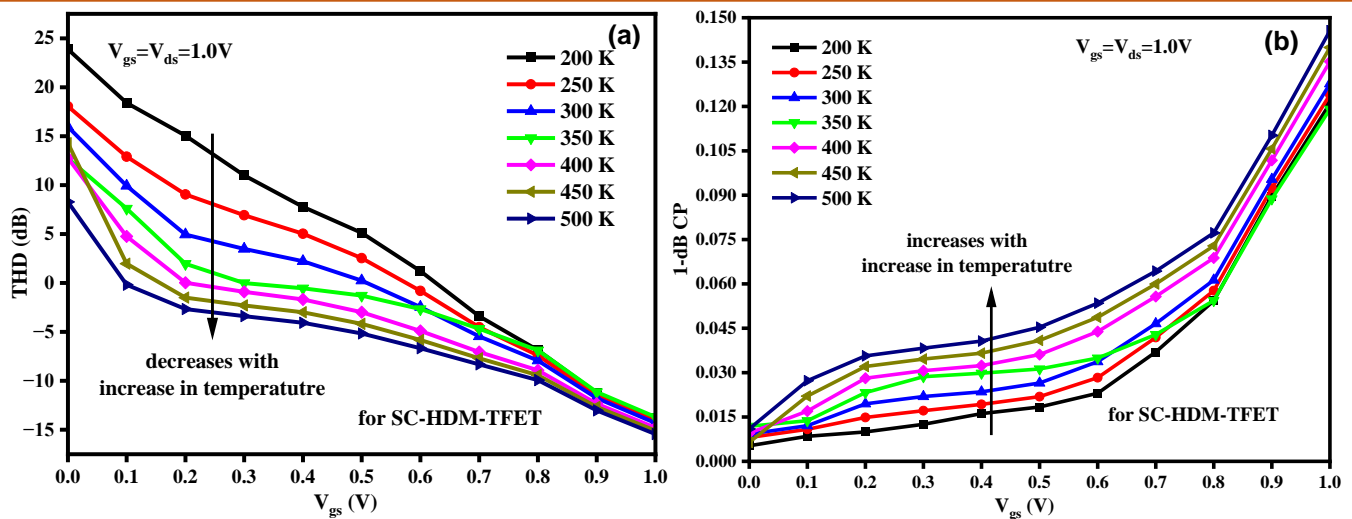 (a)
V_gs=V_ds=1.0V
200 K
250 K
300 K
350 K
400 K
450 K
500 K
decreases with
increase in temperatutre
for SC-HDM-TFET
THD (dB)
25
20
15
10
5
0
−5
−10
−15
0.0 0.1 0.2 0.3 0.4 0.5 0.6 0.7 0.8 0.9 1.0
V_gs (V)
(b)
V_gs=V_ds=1.0V
200 K
250 K
300 K
350 K
400 K
450 K
500 K
increases with
increase in temperatutre
for SC-HDM-TFET
1-dB CP
0.150
0.135
0.120
0.105
0.090
0.075
0.060
0.045
0.030
0.015
0.000
0.0 0.1 0.2 0.3 0.4 0.5 0.6 0.7 0.8 0.9 1.0
V_gs (V)